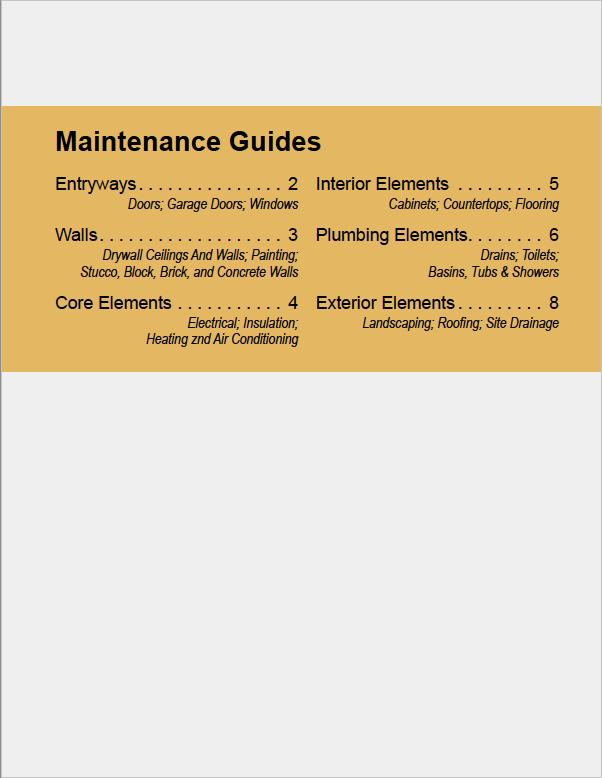 Maintenance Guides
Entryways . . . . . . . . . . . . . . . 2
Doors; Garage Doors; Windows
Walls. . . . . . . . . . . . . . . . . . . 3
Drywall Ceilings And Walls; Painting;
Stucco, Block, Brick, and Concrete Walls
Core Elements . . . . . . . . . . . 4
Electrical; Insulation;
Heating znd Air Conditioning
Interior Elements . . . . . . . . . 5
Cabinets; Countertops; Flooring
Plumbing Elements. . . . . . . . 6
Drains; Toilets;
Basins, Tubs & Showers
Exterior Elements . . . . . . . . . 8
Landscaping; Roofing; Site Drainage